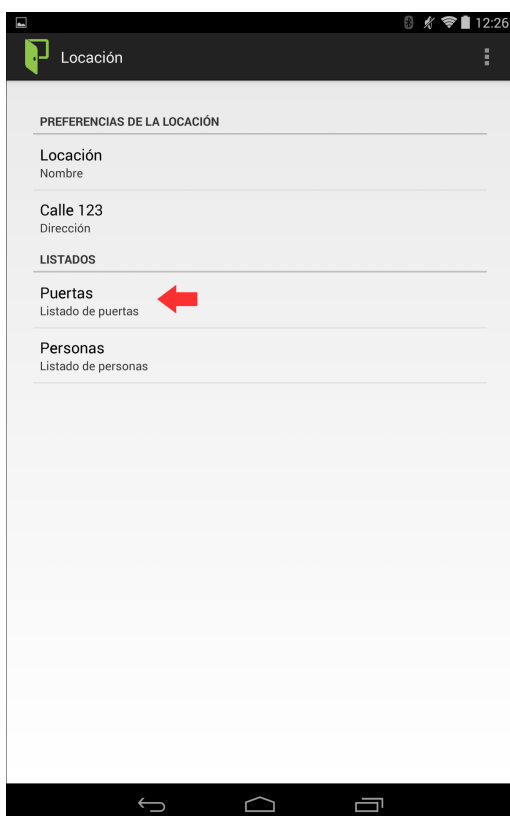 12:26
Locación
PREFERENCIAS DE LA LOCACIÓN
Locación
Nombre
Calle 123
Dirección
LISTADOS
Puertas
Listado de puertas
Personas
Listado de personas